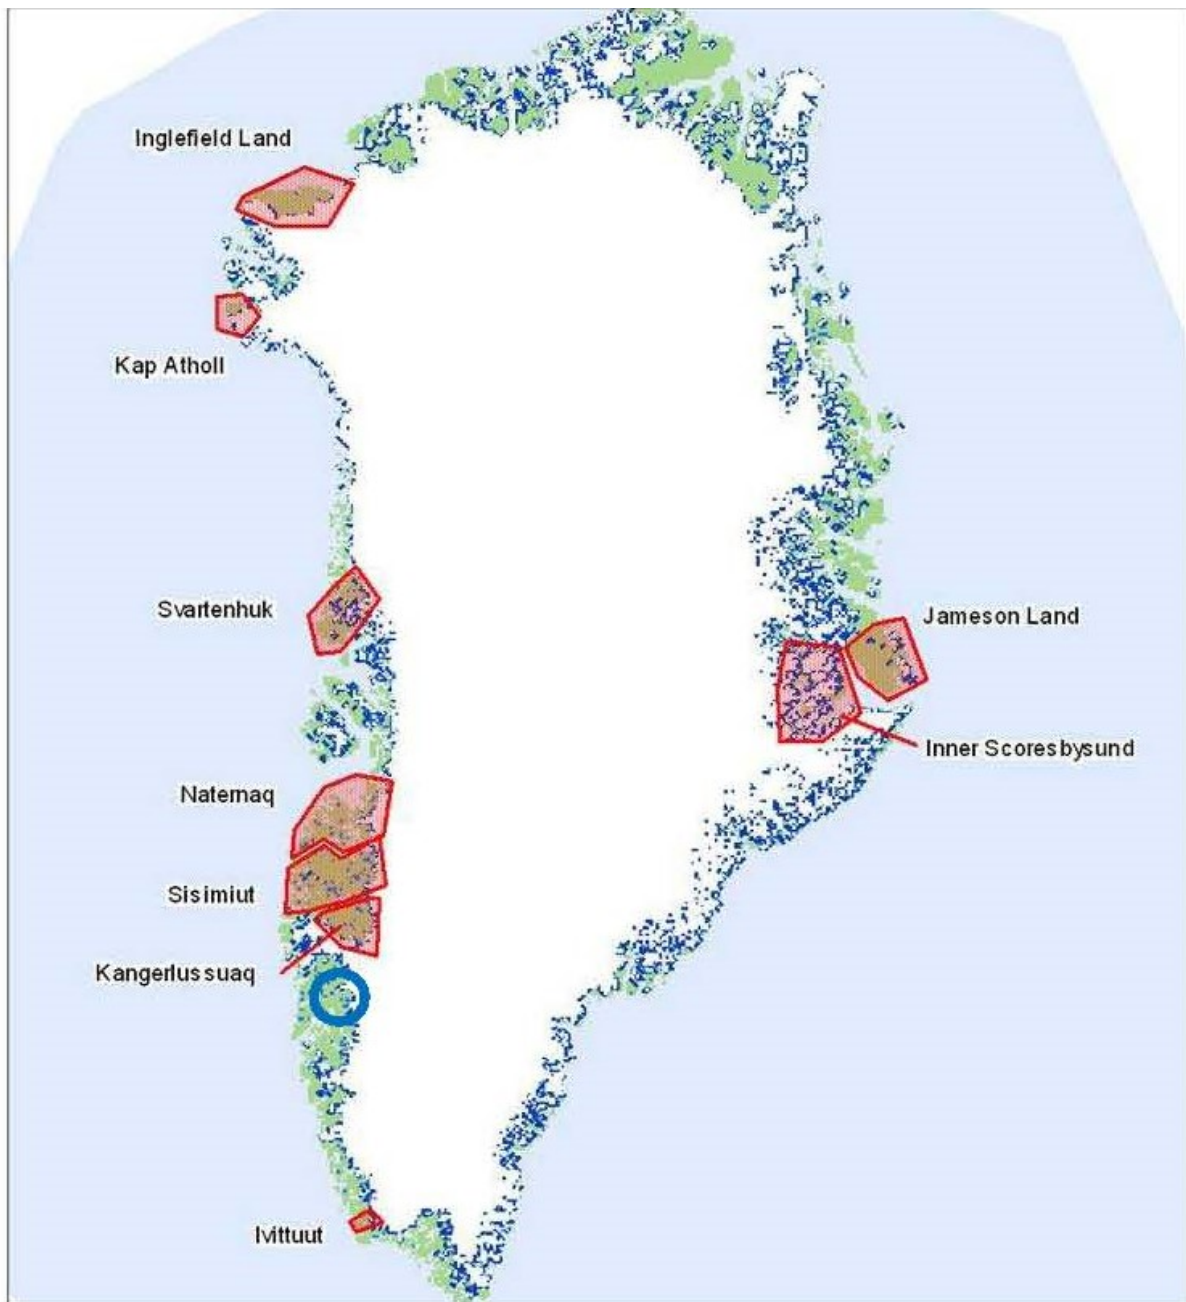 Inglefield Land
Kap Atholl
Svartenhuk
Jameson Land
Inner Scoresbysund
Naternaq
Sisimiut
Kangerlussuaq
Ivittuut